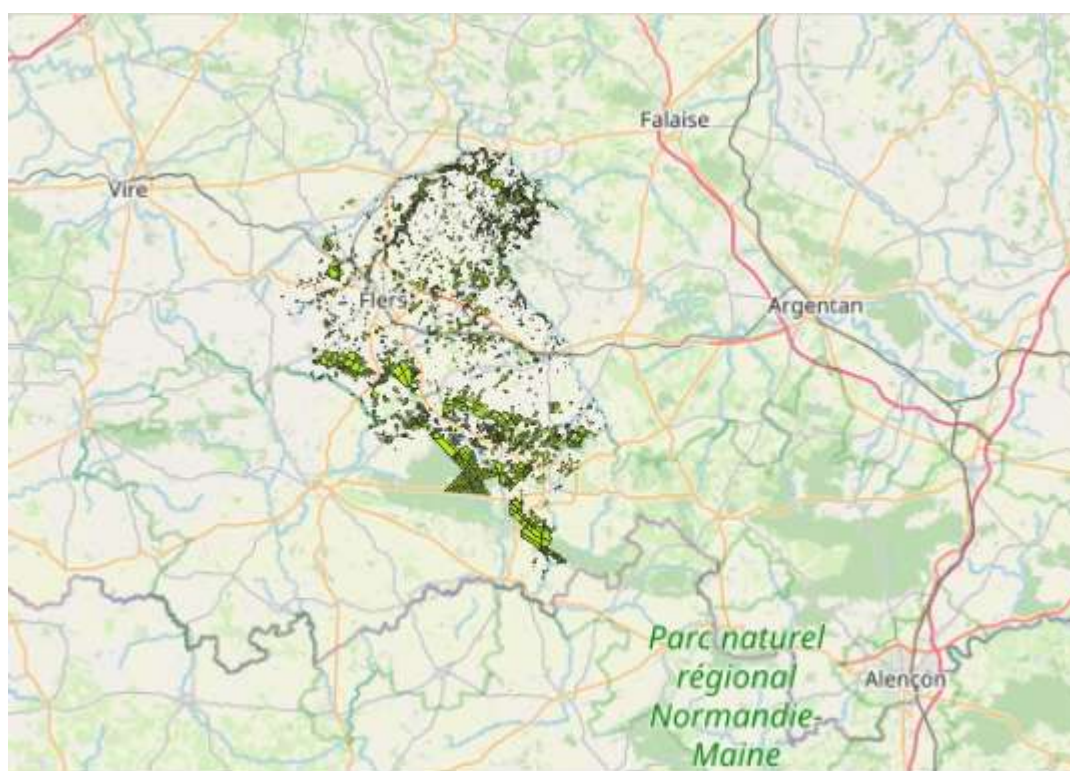 Falaise
Vire
Flers
Argentan
Parc naturel
régional
Normandie-
Maine
Alençon